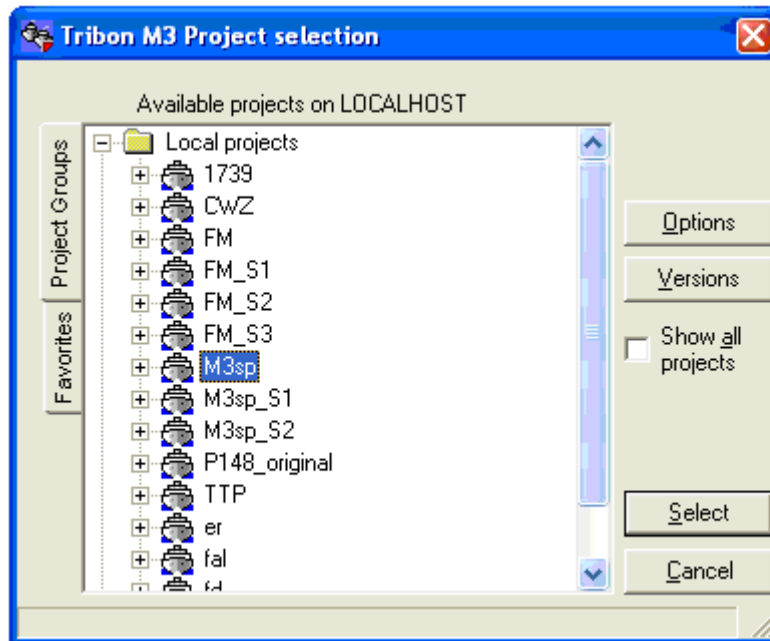 Tribon M3 Project selection
Available projects on LOCALHOST
Project Groups
Favorites
Local projects
1739
CWZ
FM
FM_S1
FM_S2
FM_S3
M3sp
M3sp_S1
M3sp_S2
P148_original
TTP
er
fal
Options
Versions
Show all
projects
Select
Cancel